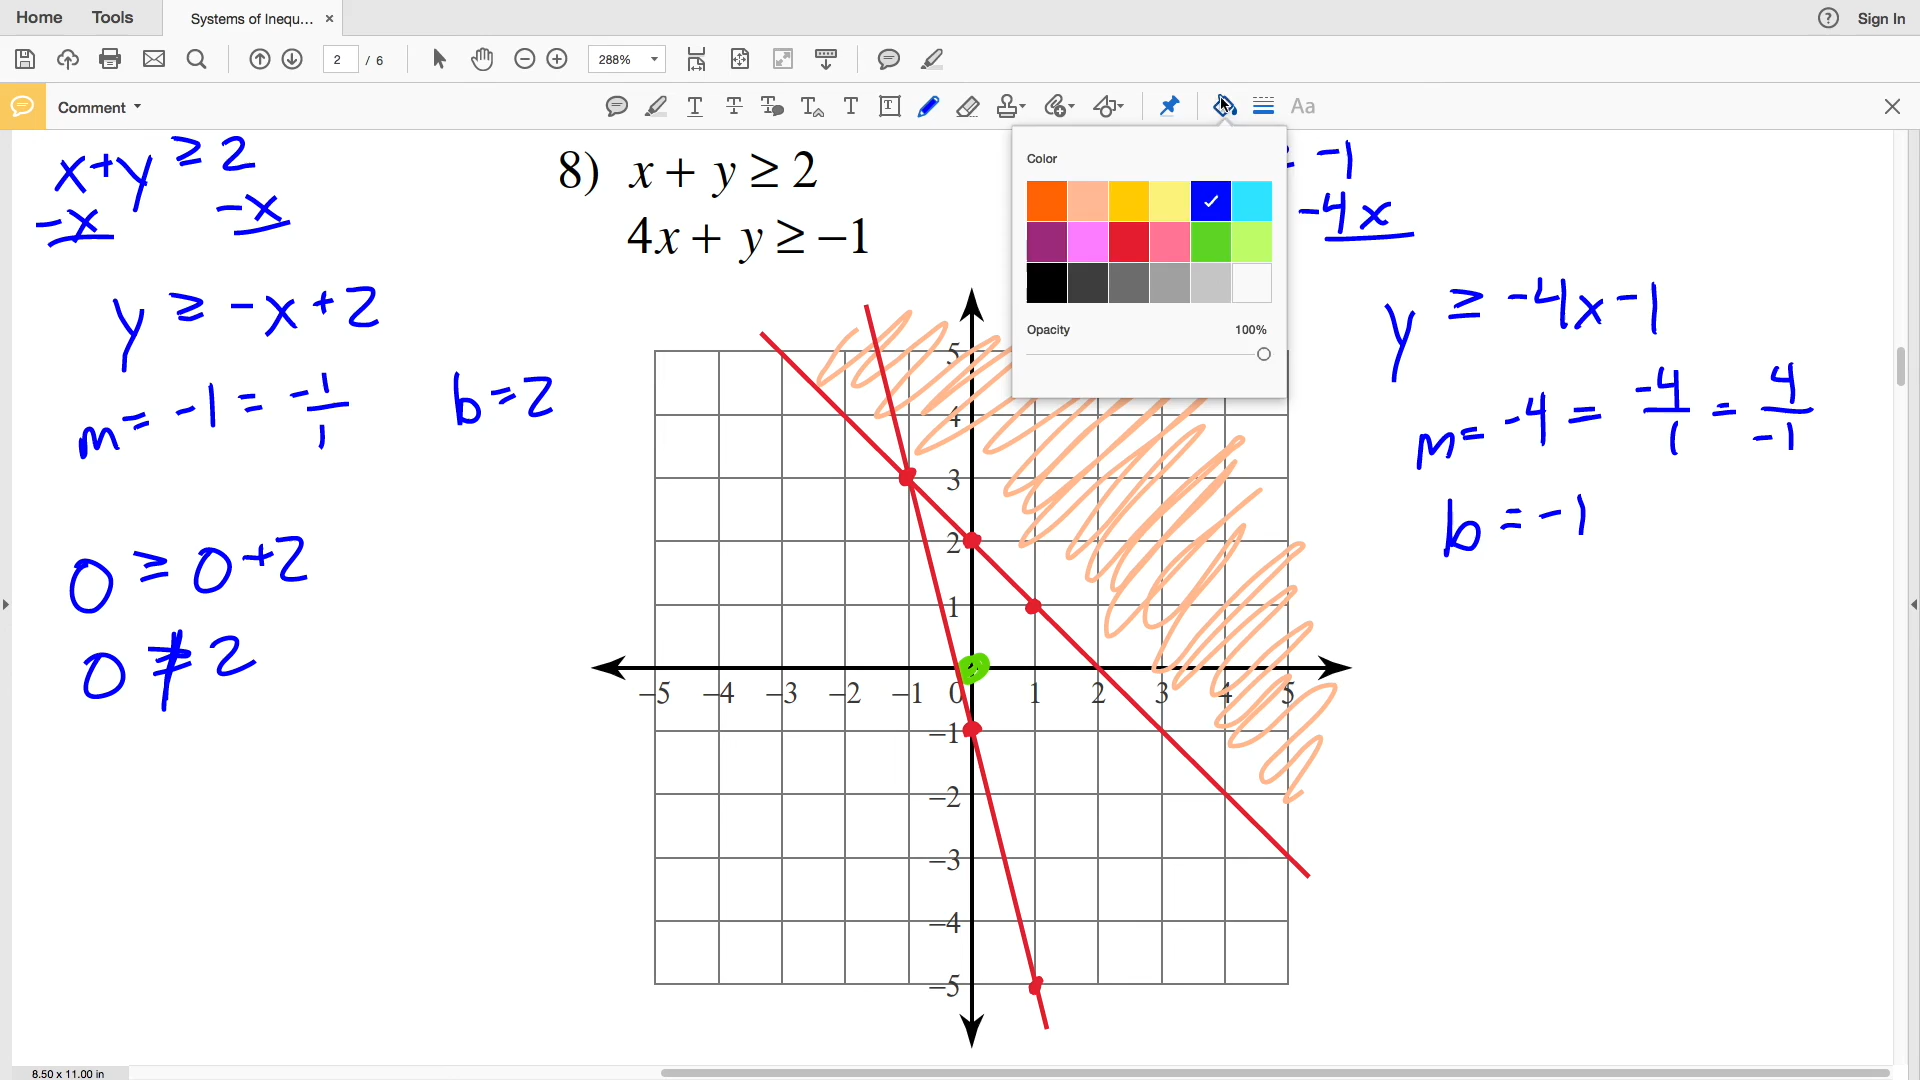 Home Tools Systems of Inequ... × Sign In
2 / 6 288%
Comment Aa
Color
Opacity 100%
8) x + y ≥ 2
4x + y ≥ −1
x+y ≥ 2
-x -x
y ≥ -x+2
m= -1 = -1/1 b=2
0 ≥ 0+2
0 ≱ 2
≥ -1
-4x
y ≥ -4x-1
m= -4 = -4/1 = 4/-1
b = -1
5
4
3
2
1
−5 −4 −3 −2 −1 0 1 2 3 4 5
−1
−2
−3
−4
−5
8.50 x 11.00 in